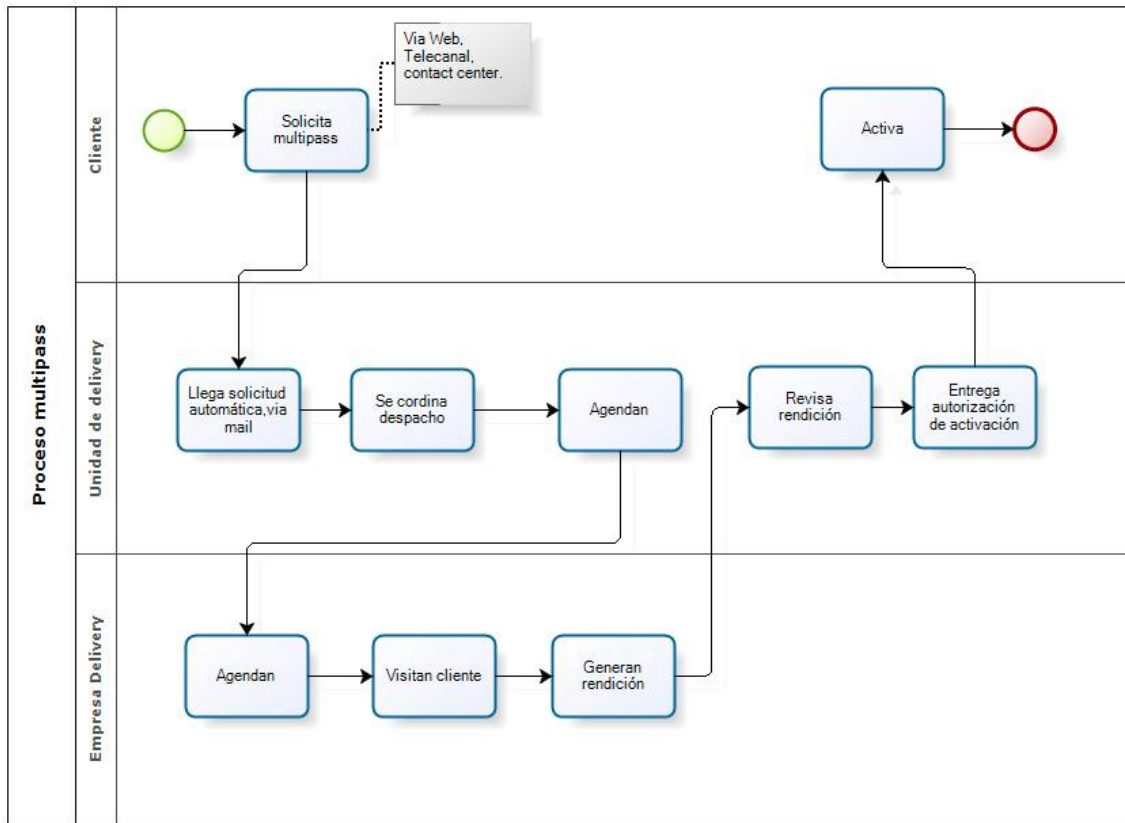 Proceso multipass
Cliente
Solicita
multipass
Via Web,
Telecanal,
contact center.
Activa
Unidad de delivery
Llega solicitud
automática,via
mail
Se cordina
despacho
Agendan
Revisa
rendición
Entrega
autorización
de activación
Empresa Delivery
Agendan
Visitan cliente
Generan
rendición